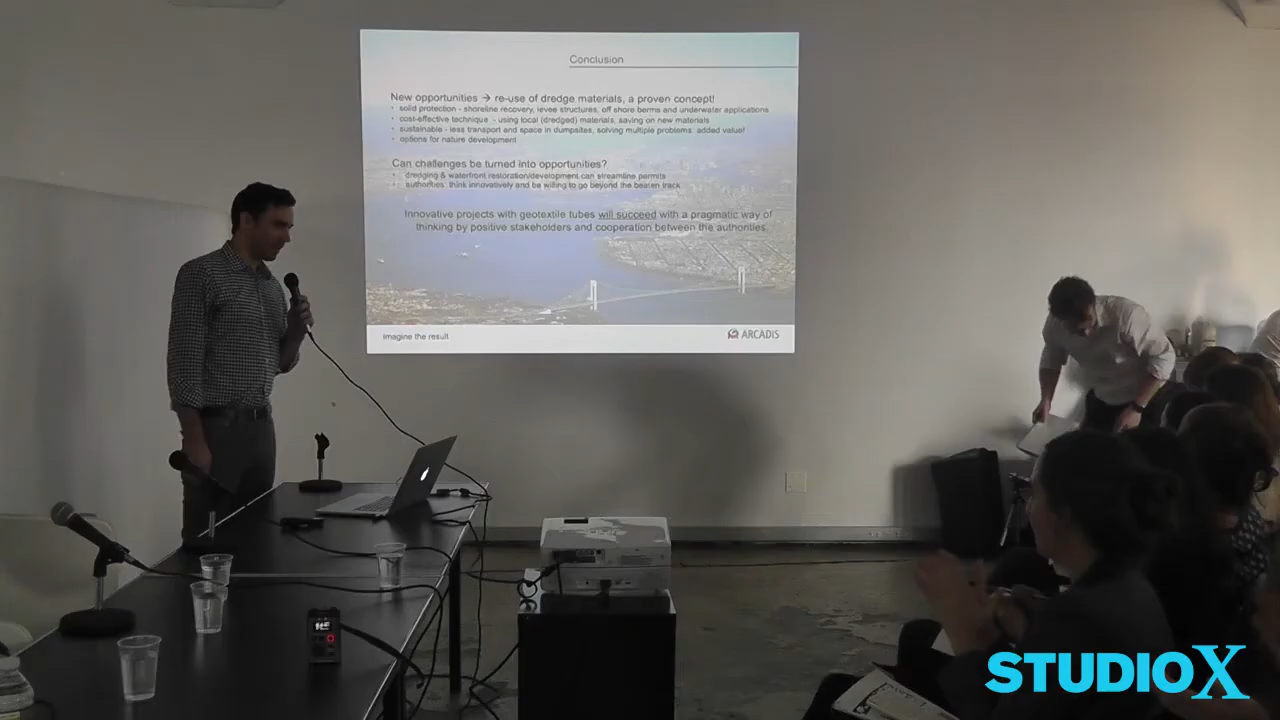 Conclusion
New opportunities → re-use of dredge materials, a proven concept!
• solid protection - shoreline recovery, levee structures, off shore berms and underwater applications
• cost-effective technique - using local (dredged) materials, saving on new materials
• sustainable - less transport and space in dumpsites, solving multiple problems: added value!
• options for nature development
Can challenges be turned into opportunities?
• dredging & waterfront restoration/development can streamline permits
• authorities: think innovatively and be willing to go beyond the beaten track
Innovative projects with geotextile tubes will succeed with a pragmatic way of
thinking by positive stakeholders and cooperation between the authorities
Imagine the result
ARCADIS
STUDIOX